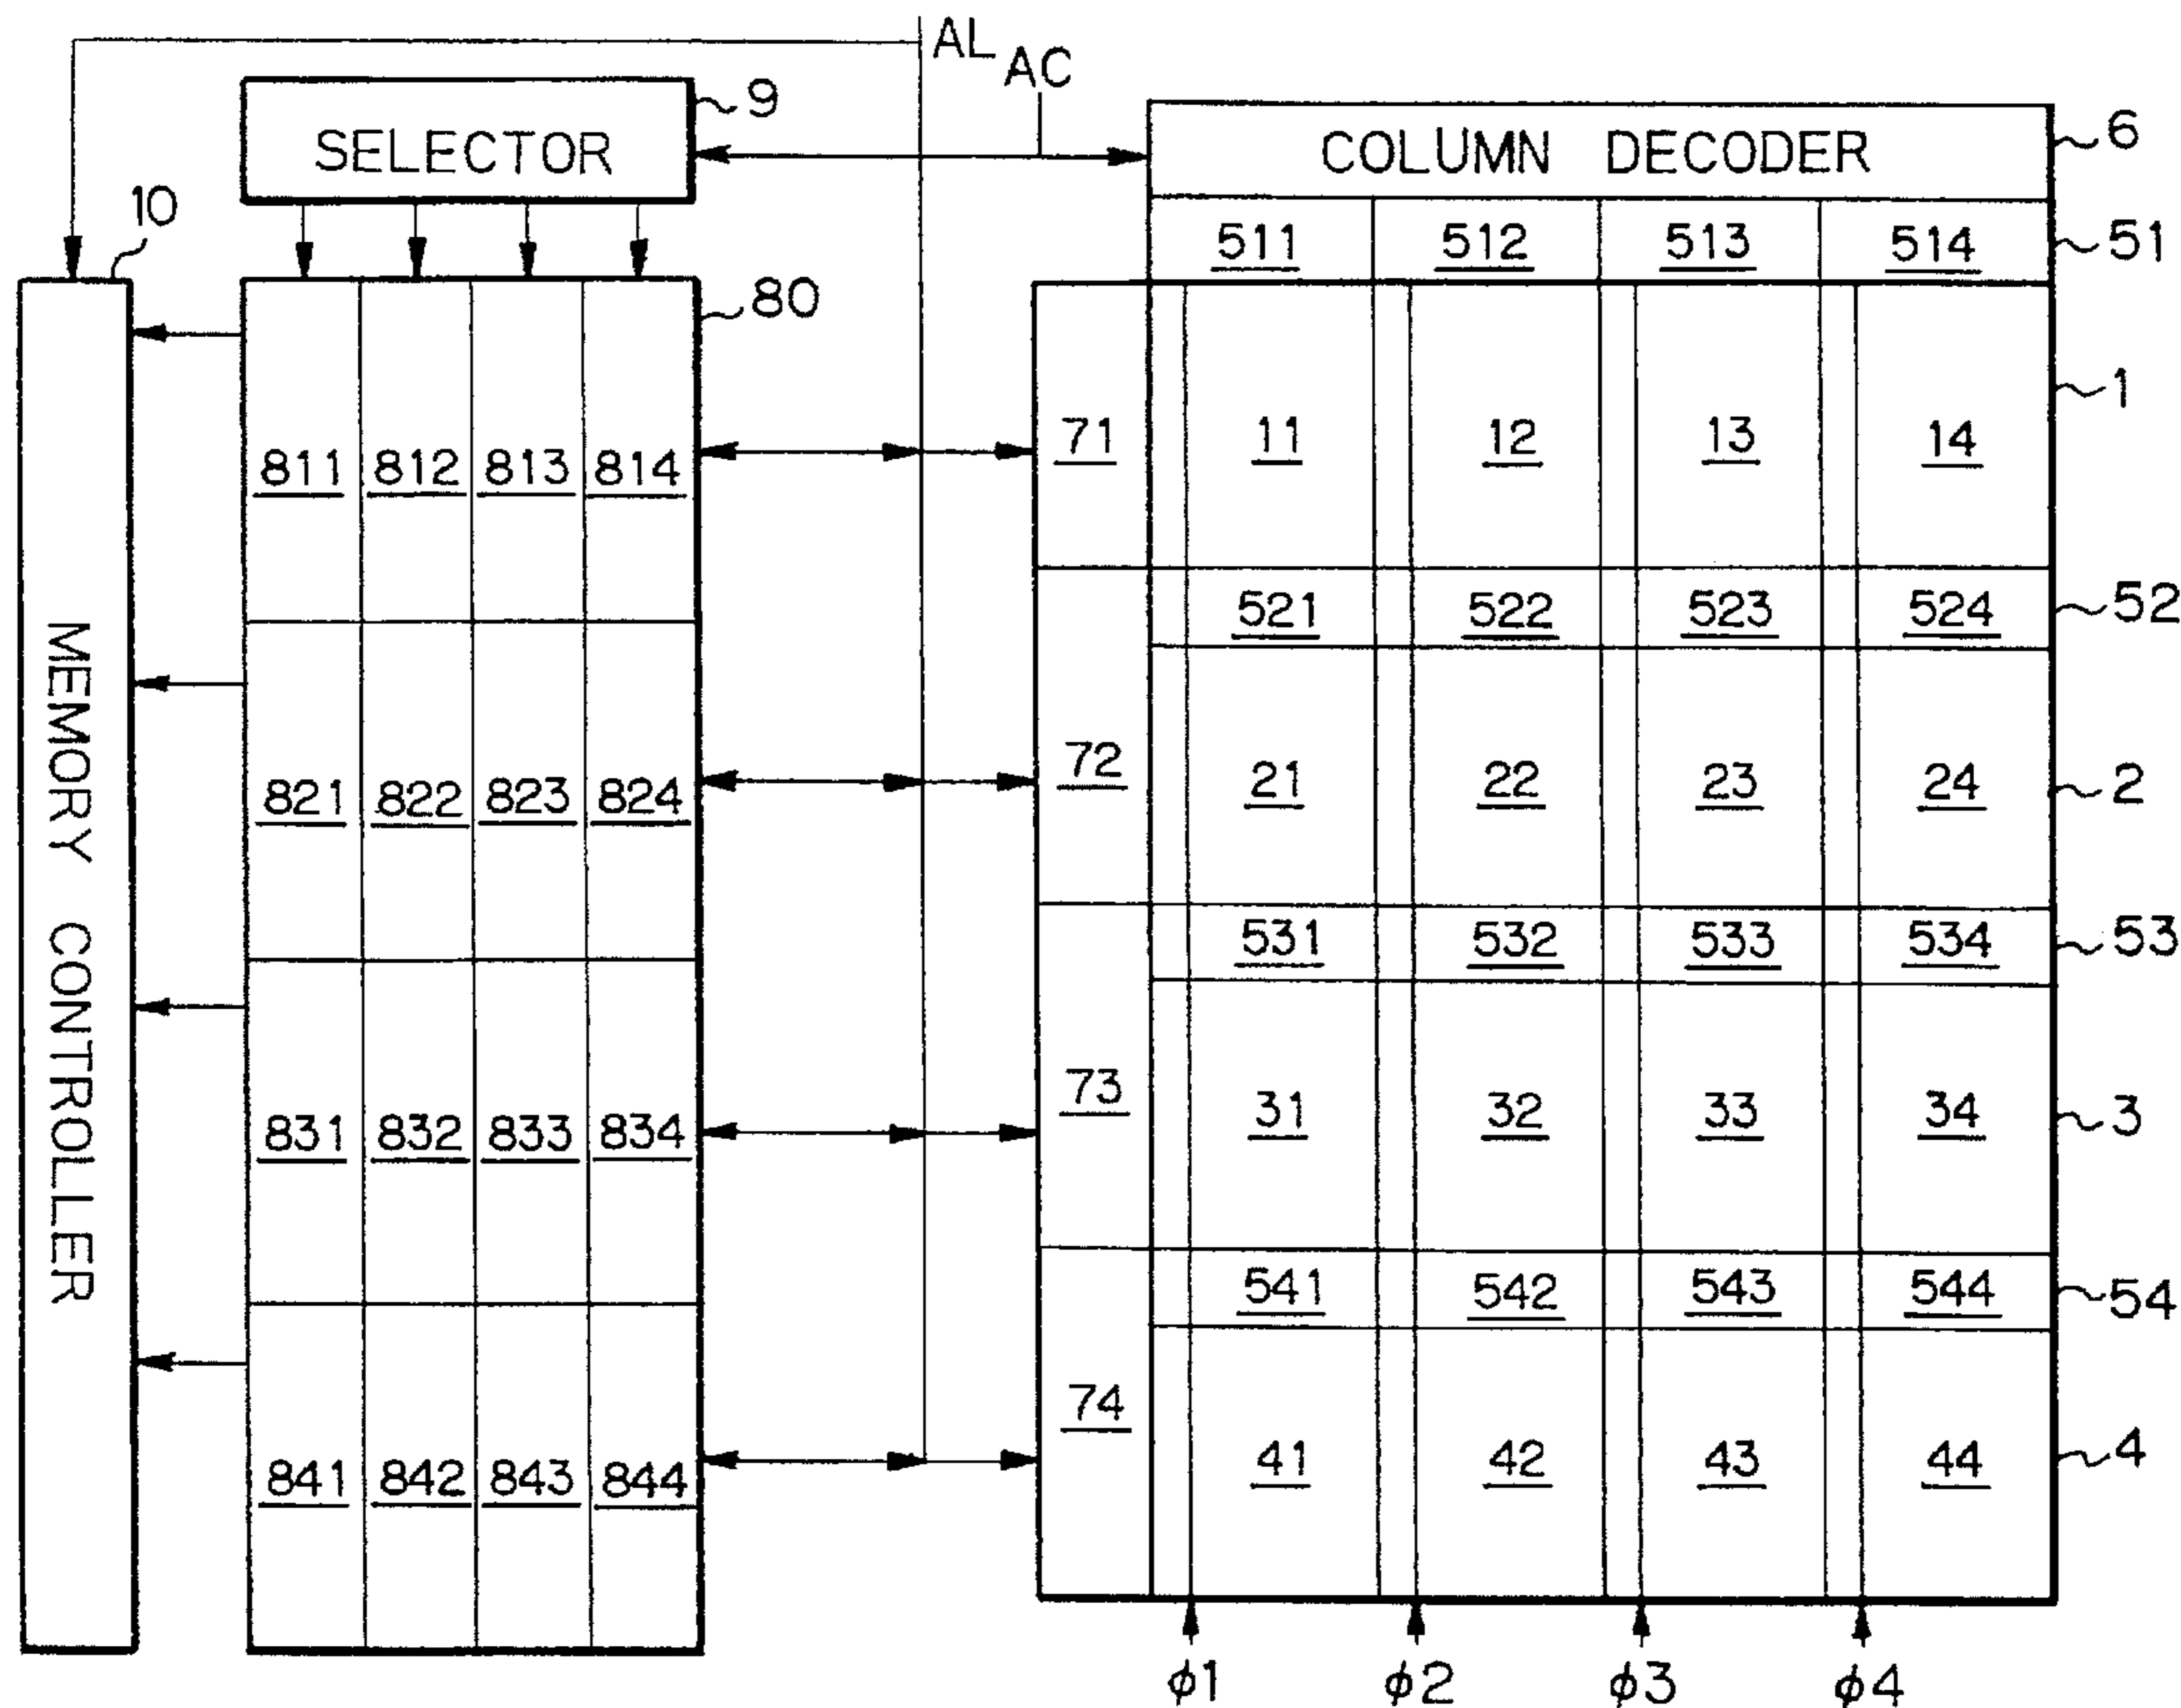 AL
AC
9
SELECTOR
COLUMN DECODER
6
10
511 512 513 514
51
80
1
71 11 12 13 14
811 812 813 814
521 522 523 524
52
MEMORY CONTROLLER
72 21 22 23 24
2
821 822 823 824
531 532 533 534
53
73 31 32 33 34
3
831 832 833 834
541 542 543 544
54
74 41 42 43 44
4
841 842 843 844
ϕ1 ϕ2 ϕ3 ϕ4